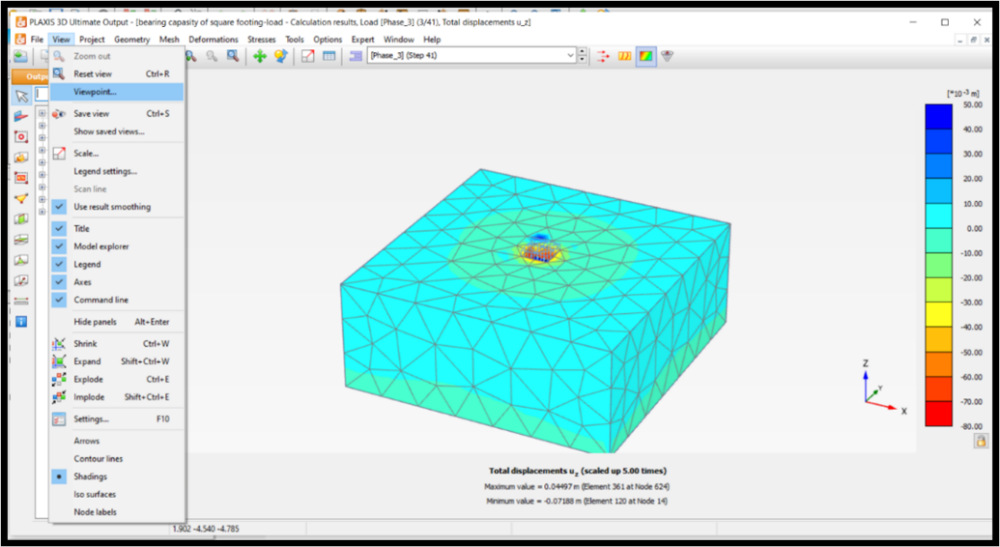 PLAXIS 3D Ultimate Output - [bearing capasity of square footing-load - Calculation results, Load [Phase_3] (3/41), Total displacements u_z]
File View Project Geometry Mesh Deformations Stresses Tools Options Expert Window Help
Zoom out
[Phase_3] (Step 41)
Reset view Ctrl+R
Viewpoint...
Save view Ctrl+S
Show saved views...
Scale...
Legend settings...
Scan line
Use result smoothing
Title
Model explorer
Legend
Axes
Command line
Hide panels Alt+Enter
Shrink Ctrl+W
Expand Shift+Ctrl+W
Explode Ctrl+E
Implode Shift+Ctrl+E
Settings... F10
Arrows
Contour lines
Shadings
Iso surfaces
Node labels
[*10⁻³ m]
50.00
40.00
30.00
20.00
10.00
0.00
-10.00
-20.00
-30.00
-40.00
-50.00
-60.00
-70.00
-80.00
Z
Y
X
Total displacements u_z (scaled up 5.00 times)
Maximum value = 0.04497 m (Element 361 at Node 624)
Minimum value = -0.07188 m (Element 120 at Node 14)
1.902 -4.540 -4.785